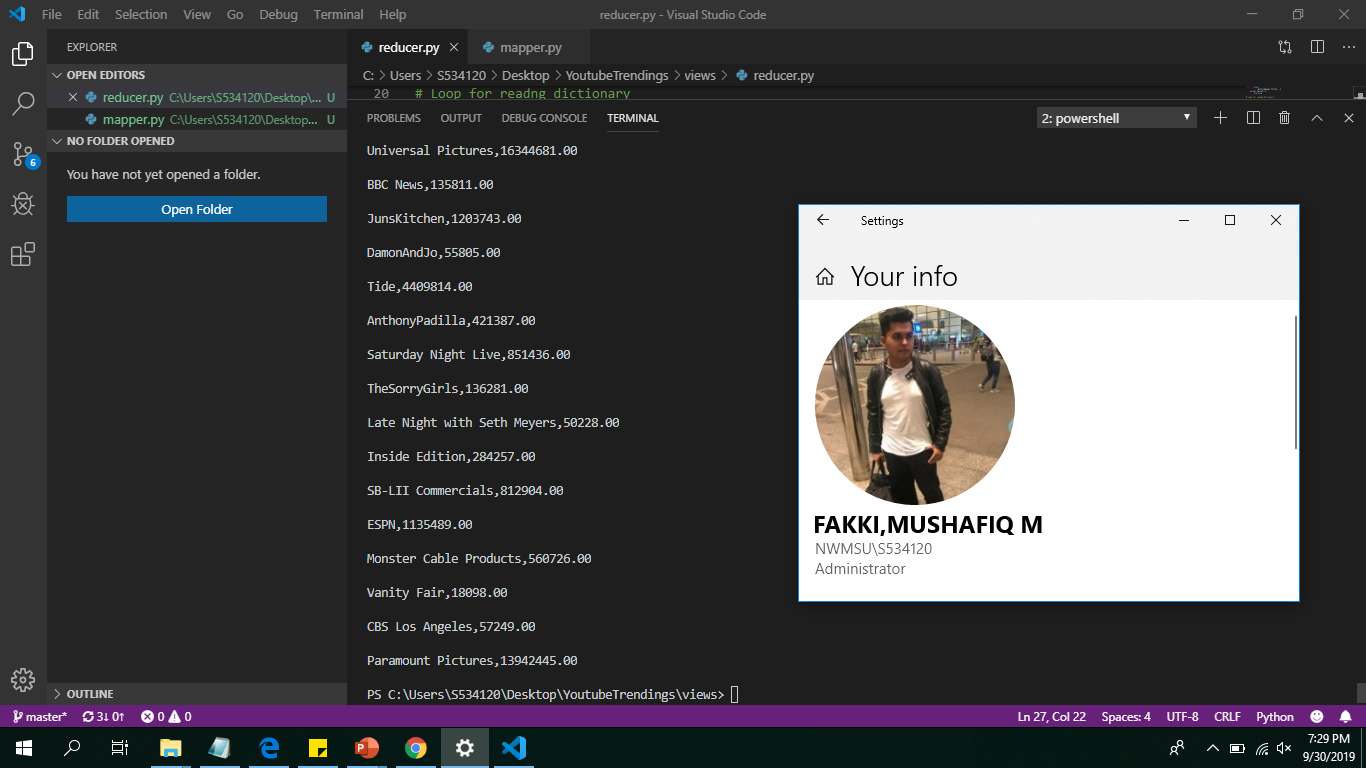 File Edit Selection View Go Debug Terminal Help
reducer.py - Visual Studio Code
EXPLORER
OPEN EDITORS
reducer.py C:\Users\S534120\Desktop\... U
mapper.py C:\Users\S534120\Desktop... U
NO FOLDER OPENED
You have not yet opened a folder.
Open Folder
OUTLINE
6
reducer.py
mapper.py
C: > Users > S534120 > Desktop > YoutubeTrendings > views > reducer.py
20 # Loop for readng dictionary
PROBLEMS OUTPUT DEBUG CONSOLE TERMINAL
2: powershell
Universal Pictures,16344681.00
BBC News,135811.00
JunsKitchen,1203743.00
DamonAndJo,55805.00
Tide,4409814.00
AnthonyPadilla,421387.00
Saturday Night Live,851436.00
TheSorryGirls,136281.00
Late Night with Seth Meyers,50228.00
Inside Edition,284257.00
SB-LII Commercials,812904.00
ESPN,1135489.00
Monster Cable Products,560726.00
Vanity Fair,18098.00
CBS Los Angeles,57249.00
Paramount Pictures,13942445.00
PS C:\Users\S534120\Desktop\YoutubeTrendings\views>
Settings
Your info
FAKKI,MUSHAFIQ M
NWMSU\S534120
Administrator
master* 3↓ 0↑ 0 0
Ln 27, Col 22 Spaces: 4 UTF-8 CRLF Python
7:29 PM
9/30/2019